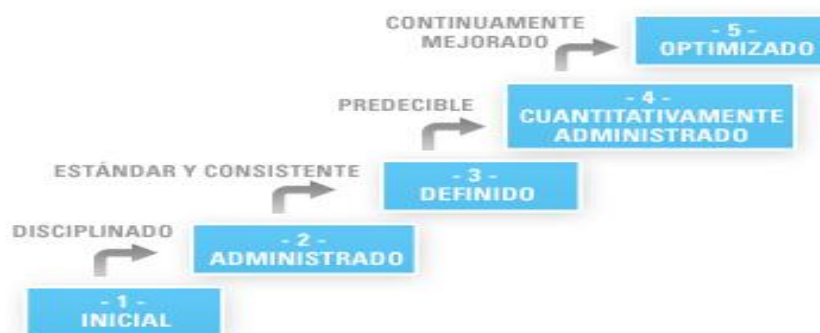 CONTINUAMENTE
MEJORADO
- 5 -
OPTIMIZADO
PREDECIBLE
- 4 -
CUANTITATIVAMENTE
ADMINISTRADO
ESTÁNDAR Y CONSISTENTE
- 3 -
DEFINIDO
DISCIPLINADO
- 2 -
ADMINISTRADO
- 1 -
INICIAL